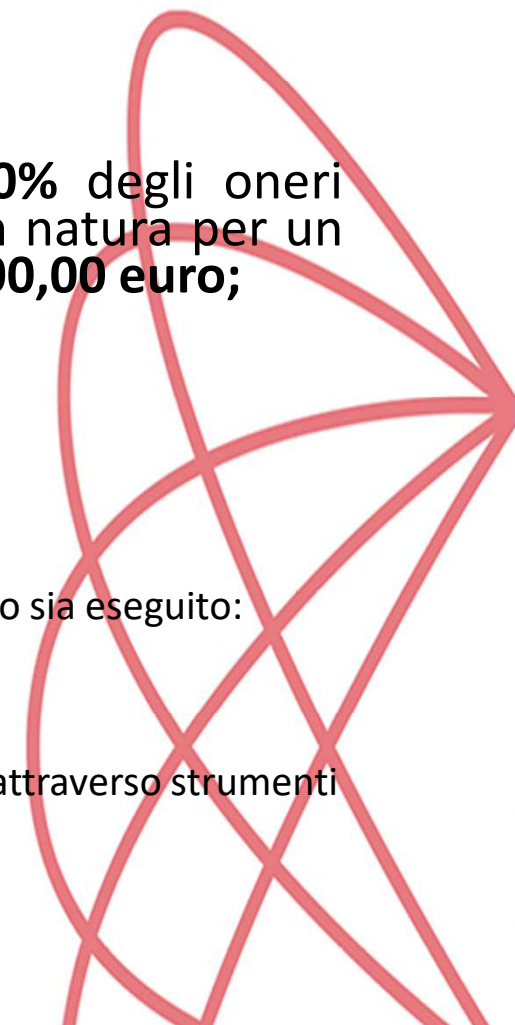 0% degli oneri
natura per un
00,00 euro;
o sia eseguito:
attraverso strumenti